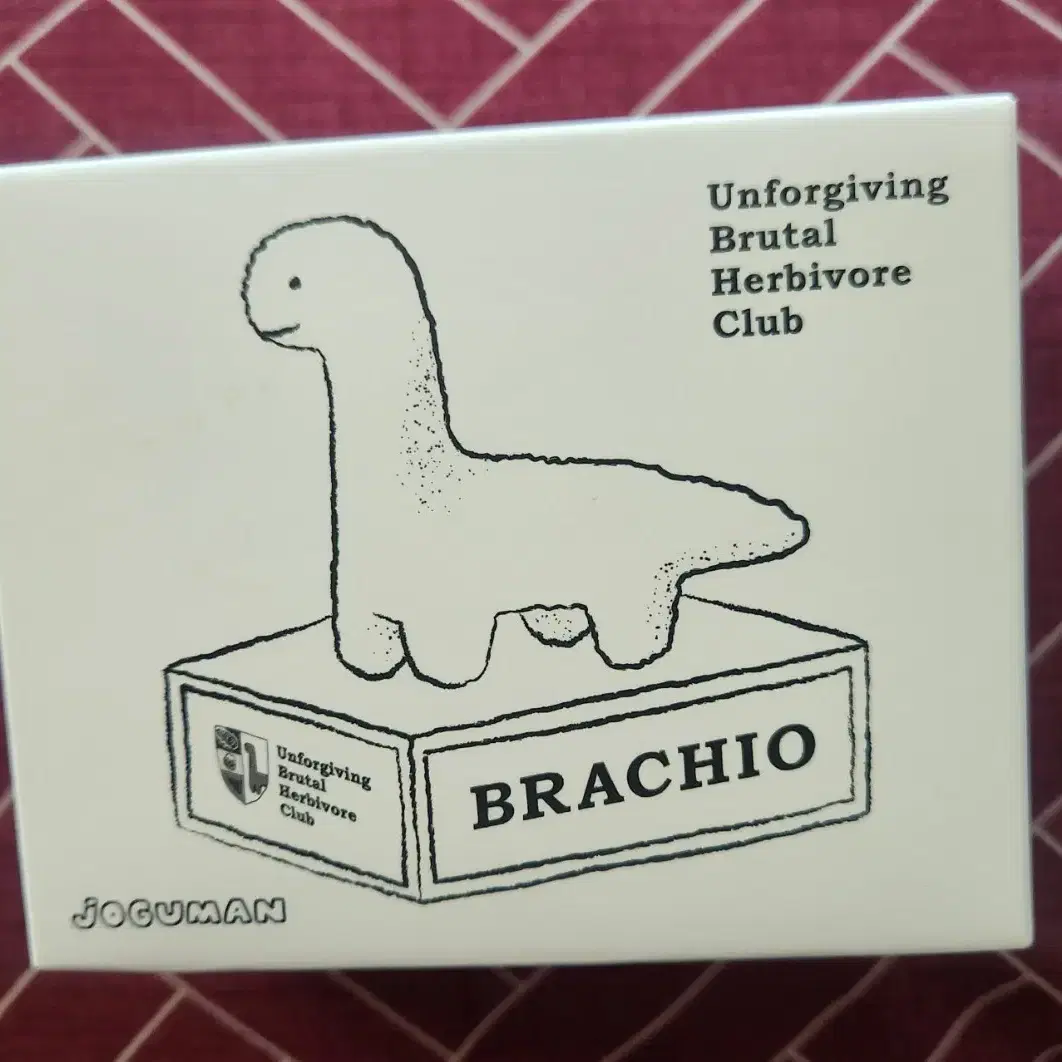 Unforgiving
Brutal
Herbivore
Club
Unforgiving
Brutal
Herbivore
Club
BRACHIO
JOGUMAN